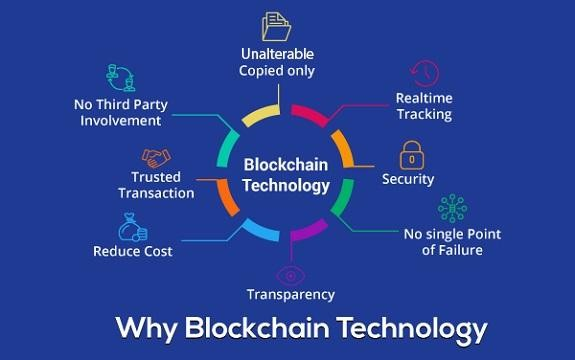 Unalterable
Copied only
Realtime
Tracking
Security
No single Point
of Failure
Transparency
Reduce Cost
Trusted
Transaction
No Third Party
Involvement
Blockchain
Technology
Why Blockchain Technology